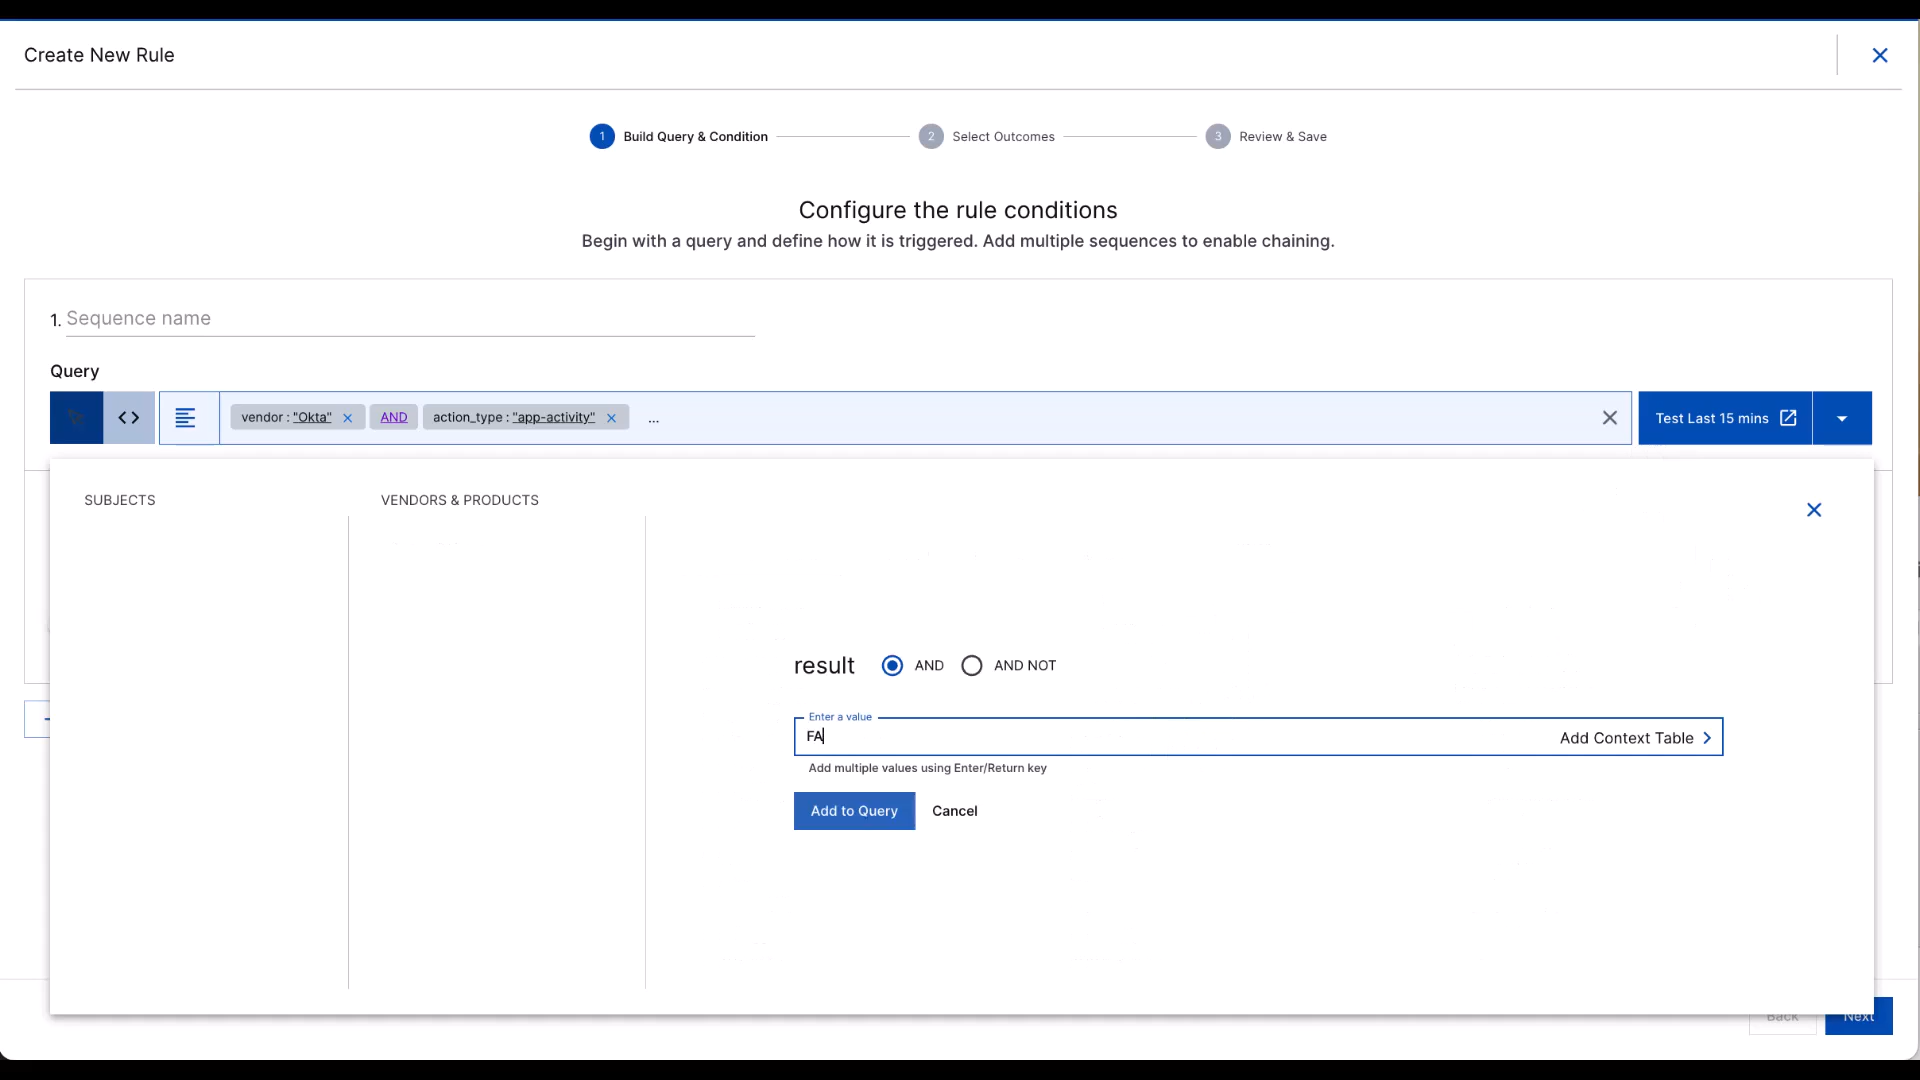 Create New Rule
1 Build Query & Condition 2 Select Outcomes 3 Review & Save
Configure the rule conditions
Begin with a query and define how it is triggered. Add multiple sequences to enable chaining.
1. Sequence name
Query
vendor : "Okta" AND action_type : "app-activity" ... Test Last 15 mins
SUBJECTS VENDORS & PRODUCTS
result AND AND NOT
Enter a value
FA Add Context Table
Add multiple values using Enter/Return key
Add to Query Cancel
Back Next